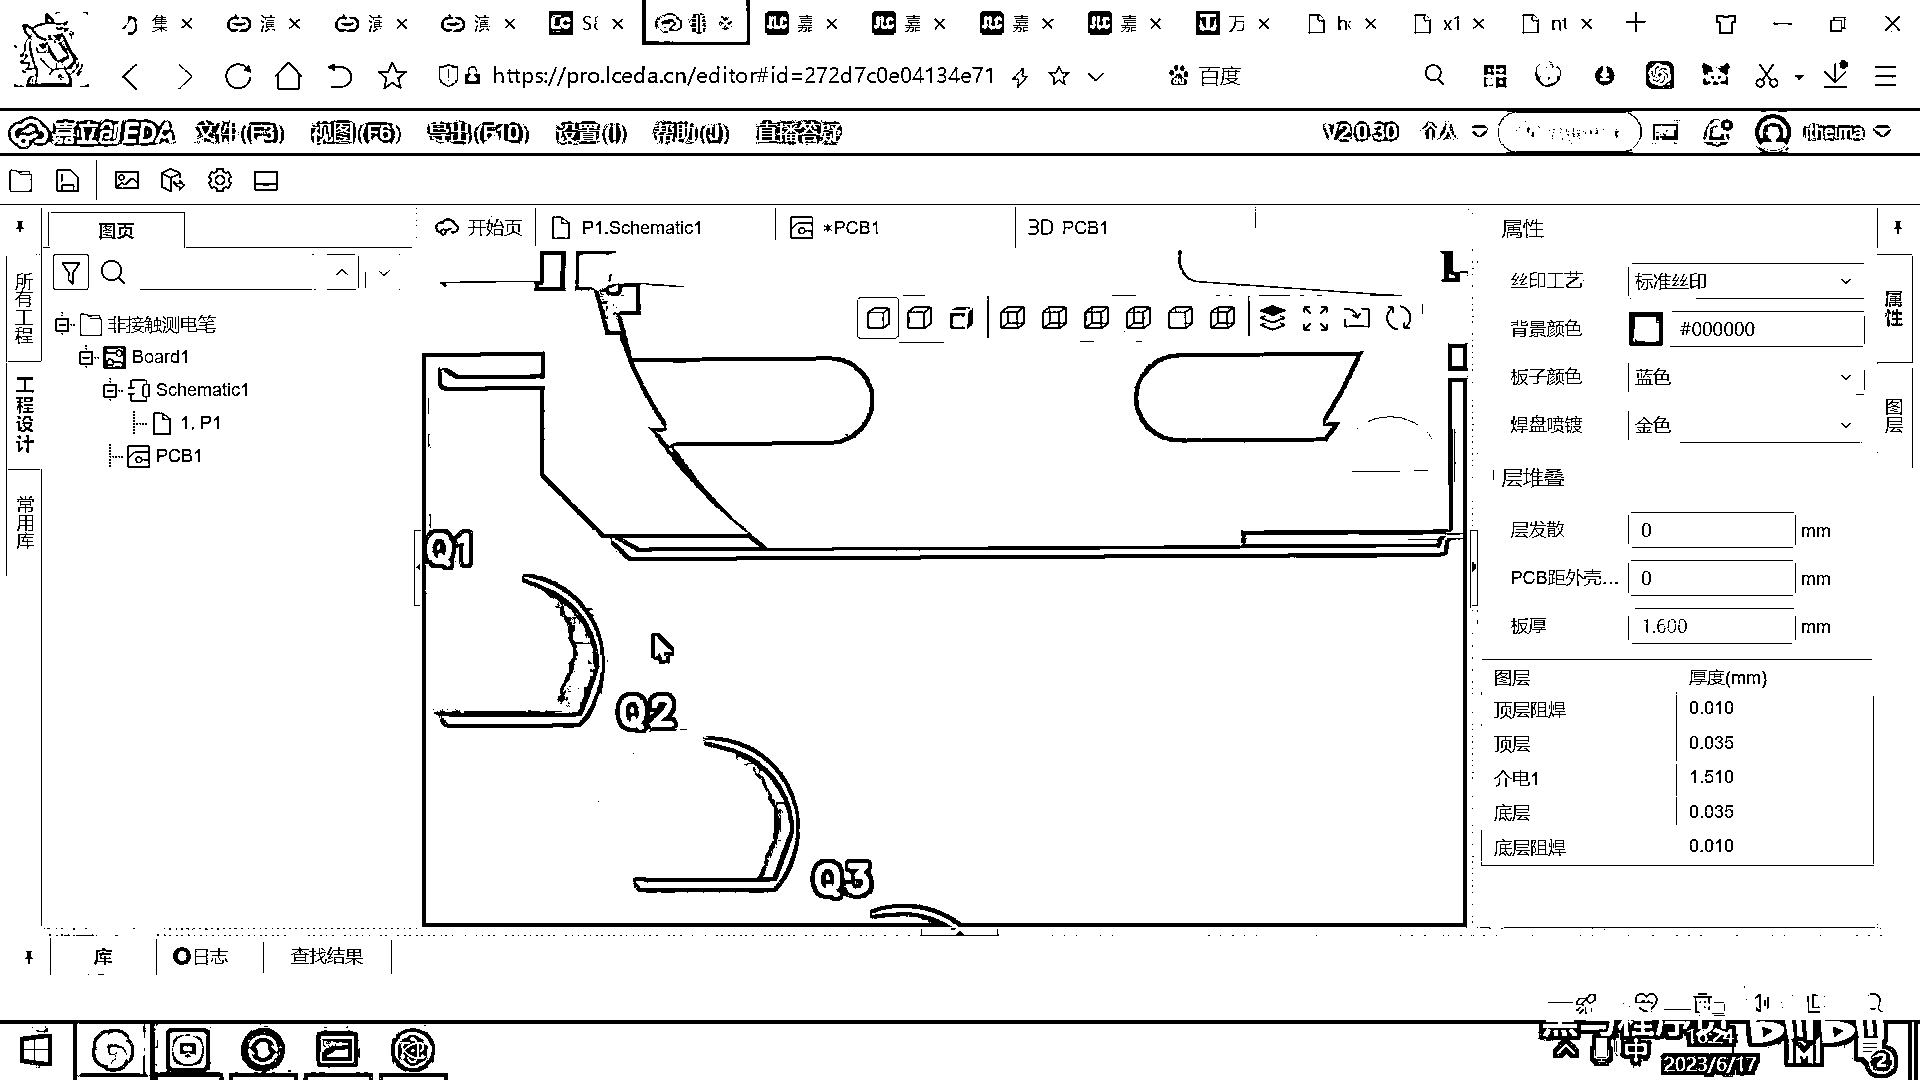 集 演 演 演 嘉 嘉 嘉 嘉 万 x1
https://pro.lceda.cn/editor#id=272d7c0e04134e71 百度
嘉立创EDA 文件(F3) 视图(F6) 导出(F10) 设置(I) 帮助(J) 直播答疑 V2.0.30 个人
图页 开始页 P1.Schematic1 *PCB1 3D PCB1 属性
所有工程
工程设计
常用库
非接触测电笔
Board1
Schematic1
1. P1
PCB1
Q1
Q2
Q3
丝印工艺 标准丝印
背景颜色 #000000
板子颜色 蓝色
焊盘喷镀 金色
层堆叠
层发散 0 mm
PCB距外壳... 0 mm
板厚 1.600 mm
图层 厚度(mm)
顶层阻焊 0.010
顶层 0.035
介电1 1.510
底层 0.035
底层阻焊 0.010
属性
图层
库 日志 查找结果
黑马程序员
中 16:24
2023/6/17 2